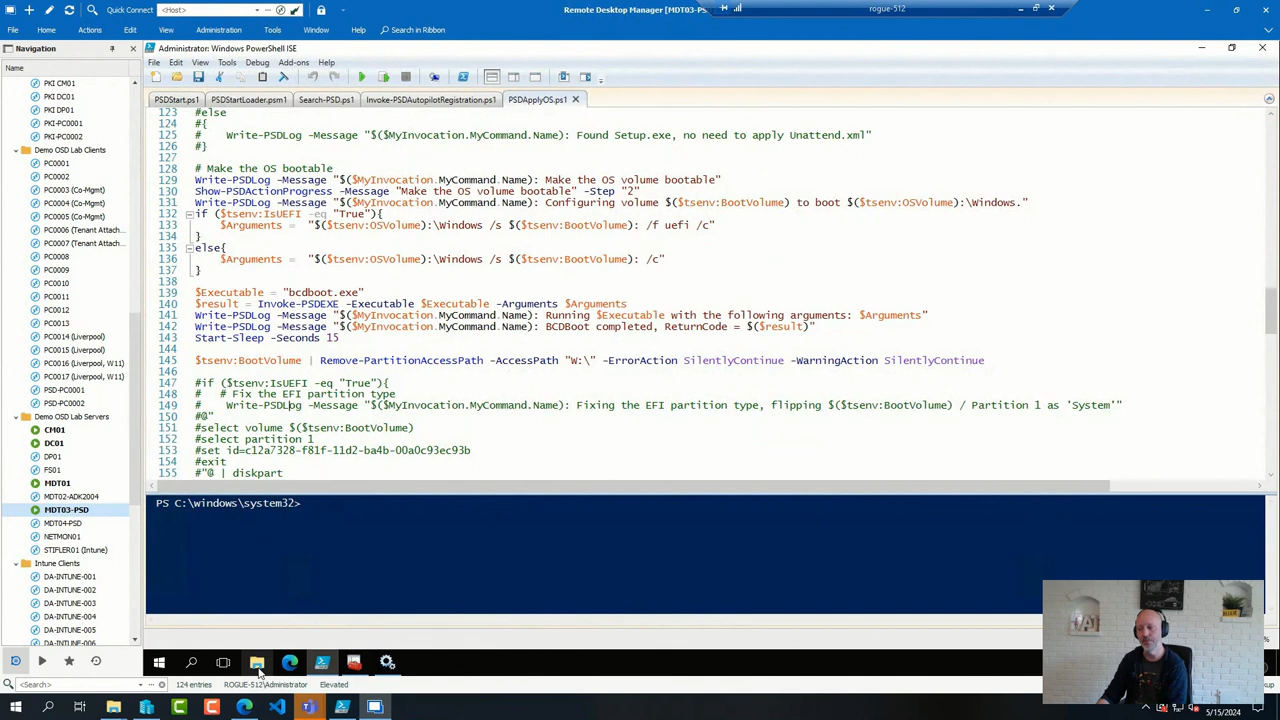 Quick Connect <Host>
Remote Desktop Manager [MDT03-PS
rogue-512
File Home Actions Edit View Administration Tools Window Help Search in Ribbon
Navigation
Administrator: Windows PowerShell ISE
Name
File Edit View Tools Debug Add-ons Help
PKI CM01
PKI DC01
PKI DP01
PKI-PC0001
PKI-PC0002
Demo OSD Lab Clients
PC0001
PC0002
PC0003 (Co-Mgmt)
PC0004 (Co-Mgmt)
PC0005 (Co-Mgmt)
PC0006 (Tenant Attach...
PC0007 (Tenant Attach...
PC0008
PC0009
PC0010
PC0011
PC0012
PC0013
PC0014 (Liverpool)
PC0015 (Liverpool)
PC0016 (Liverpool, W11)
PC0017 (Liverpool, W11)
PSD-PC0001
PSD-PC0002
Demo OSD Lab Servers
CM01
DC01
DP01
FS01
MDT01
MDT02-ADK2004
MDT03-PSD
MDT04-PSD
NETMON01
STIFLER01 (Intune)
Intune Clients
DA-INTUNE-001
DA-INTUNE-002
DA-INTUNE-003
DA-INTUNE-004
DA-INTUNE-005
DA-INTUNE-006
PSDStart.ps1 PSDStartLoader.psm1 Search-PSD.ps1 Invoke-PSDAutopilotRegistration.ps1 PSDApplyOS.ps1
123 #else
124 #{
125 # Write-PSDLog -Message "$($MyInvocation.MyCommand.Name): Found Setup.exe, no need to apply Unattend.xml"
126 #}
127
128 # Make the OS bootable
129 Write-PSDLog -Message "$($MyInvocation.MyCommand.Name): Make the OS volume bootable"
130 Show-PSDActionProgress -Message "Make the OS volume bootable" -Step "2"
131 Write-PSDLog -Message "$($MyInvocation.MyCommand.Name): Configuring volume $($tsenv:BootVolume) to boot $($tsenv:OSVolume):\Windows."
132 if ($tsenv:IsUEFI -eq "True"){
133 $Arguments = "$($tsenv:OSVolume):\Windows /s $($tsenv:BootVolume): /f uefi /c"
134 }
135 else{
136 $Arguments = "$($tsenv:OSVolume):\Windows /s $($tsenv:BootVolume): /c"
137 }
138
139 $Executable = "bcdboot.exe"
140 $result = Invoke-PSDEXE -Executable $Executable -Arguments $Arguments
141 Write-PSDLog -Message "$($MyInvocation.MyCommand.Name): Running $Executable with the following arguments: $Arguments"
142 Write-PSDLog -Message "$($MyInvocation.MyCommand.Name): BCDBoot completed, ReturnCode = $($result)"
143 Start-Sleep -Seconds 15
144
145 $tsenv:BootVolume | Remove-PartitionAccessPath -AccessPath "W:\" -ErrorAction SilentlyContinue -WarningAction SilentlyContinue
146
147 #if ($tsenv:IsUEFI -eq "True"){
148 # # Fix the EFI partition type
149 # Write-PSDLog -Message "$($MyInvocation.MyCommand.Name): Fixing the EFI partition type, flipping $($tsenv:BootVolume) / Partition 1 as 'System'"
150 #@"
151 #select volume $($tsenv:BootVolume)
152 #select partition 1
153 #set id=c12a7328-f81f-11d2-ba4b-00a0c93ec93b
154 #exit
155 #"@ | diskpart
PS C:\windows\system32>
<Search>
124 entries
ROGUE-512\Administrator
Elevated
5/15/2024